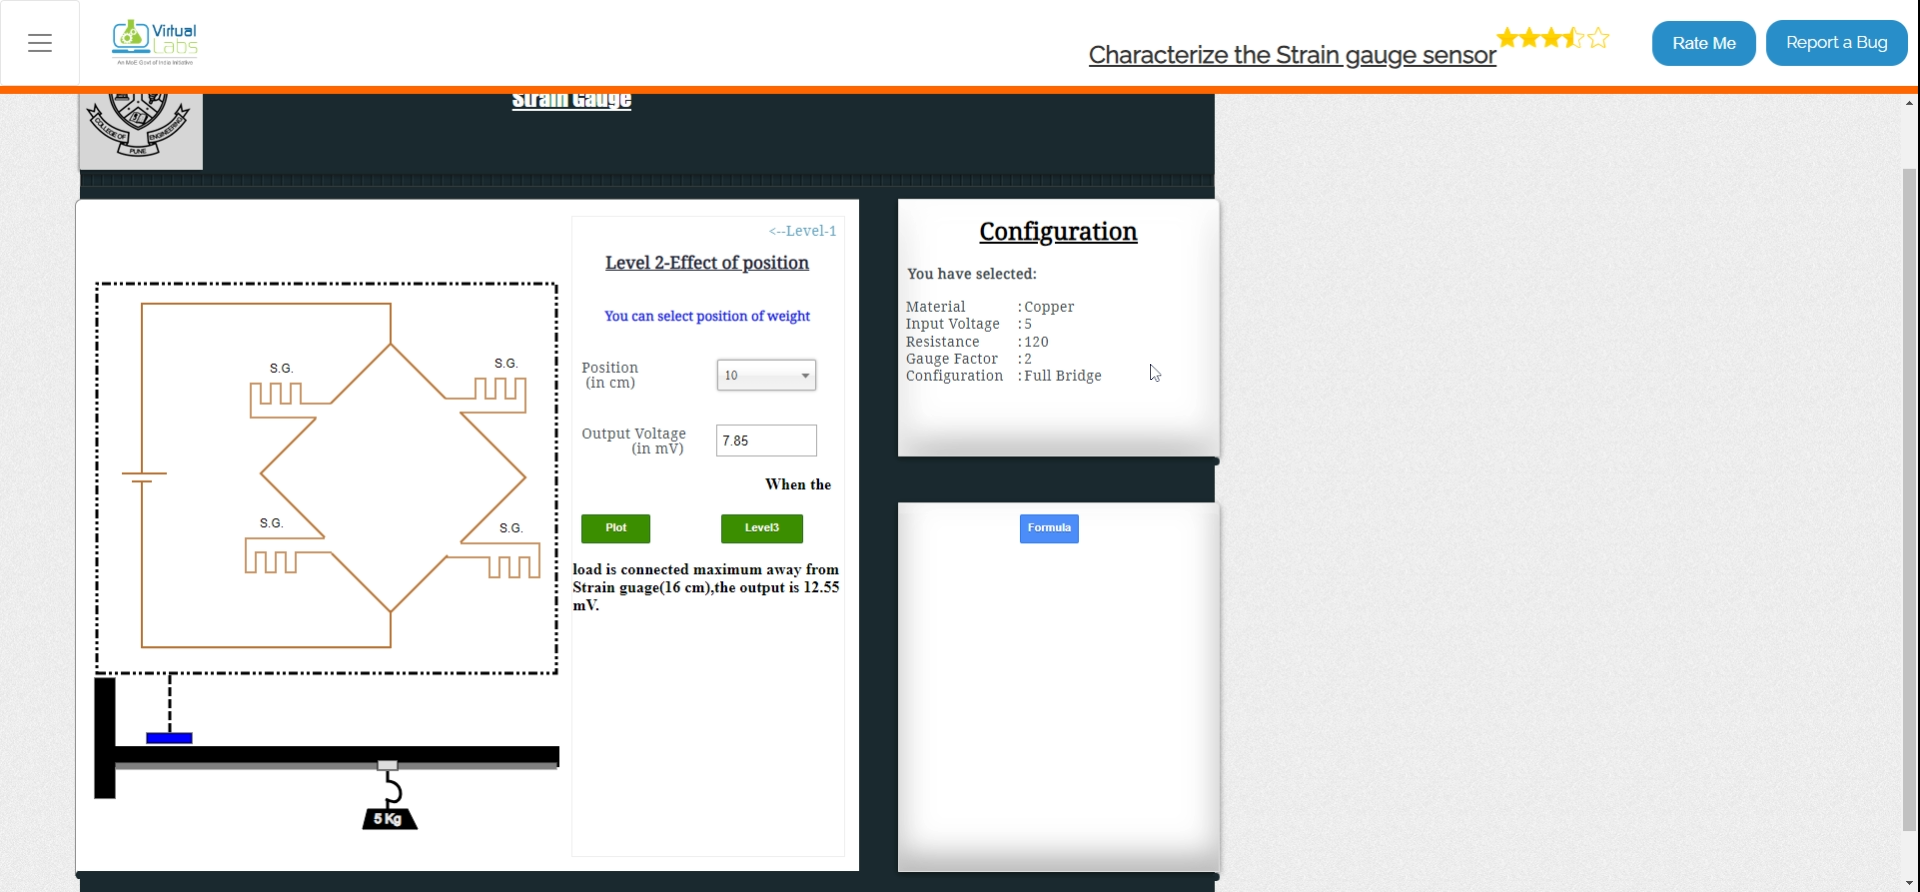 Virtual
Labs
An MoE Govt of India Initiative
Characterize the Strain gauge sensor
Rate Me
Report a Bug
COLLEGE OF ENGINEERING
PUNE
Strain Gauge
<--Level-1
Level 2-Effect of position
You can select position of weight
Position
(in cm)
10
Output Voltage
(in mV)
7.85
When the
Plot
Level3
load is connected maximum away from
Strain guage(16 cm),the output is 12.55
mV.
S.G.
S.G.
S.G.
S.G.
5 Kg
Configuration
You have selected:
Material : Copper
Input Voltage : 5
Resistance : 120
Gauge Factor : 2
Configuration : Full Bridge
Formula